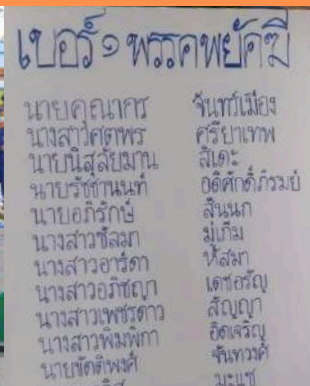 เบอร์ ๑ พรรคพยัคฆ์
นายคุณากร จันทร์เมือง
นางสาวศตพร ศรียาเทพ
นายนิสุลัยมาน สิเดะ
นายรัชชานนท์ อดิศักดิ์ภิรมย์
นายอภิรักษ์ สินนก
นางสาวซัลมา มู่เก็ม
นางสาวอารีดา หัสมา
นางสาวอภิชญา เดชอรัญ
นางสาวเพชรดาว สัญญา
นางสาวพิมพิกา อิดเจริญ
นายขัตติพงศ์ จันทวงศ์
มะแซ